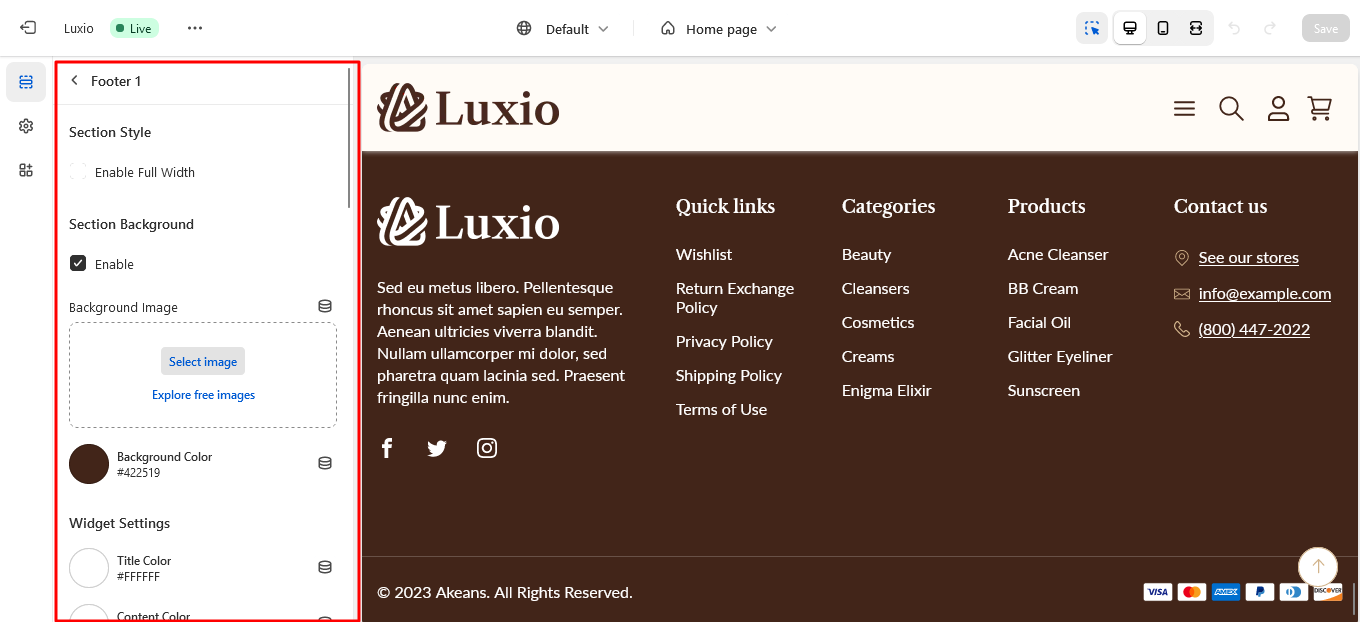 Luxio
Live
Default
Home page
Save
Footer 1
Section Style
Enable Full Width
Section Background
Enable
Background Image
Select image
Explore free images
Background Color
#422519
Widget Settings
Title Color
#FFFFFF
Content Color
Luxio
Luxio
Sed eu metus libero. Pellentesque
rhoncus sit amet sapien eu semper.
Aenean ultricies viverra blandit.
Nullam ullamcorper mi dolor, sed
pharetra quam lacinia sed. Praesent
fringilla nunc enim.
Quick links
Wishlist
Return Exchange
Policy
Privacy Policy
Shipping Policy
Terms of Use
Categories
Beauty
Cleansers
Cosmetics
Creams
Enigma Elixir
Products
Acne Cleanser
BB Cream
Facial Oil
Glitter Eyeliner
Sunscreen
Contact us
See our stores
info@example.com
(800) 447-2022
© 2023 Akeans. All Rights Reserved.
VISA
AMEX
DISCOVER